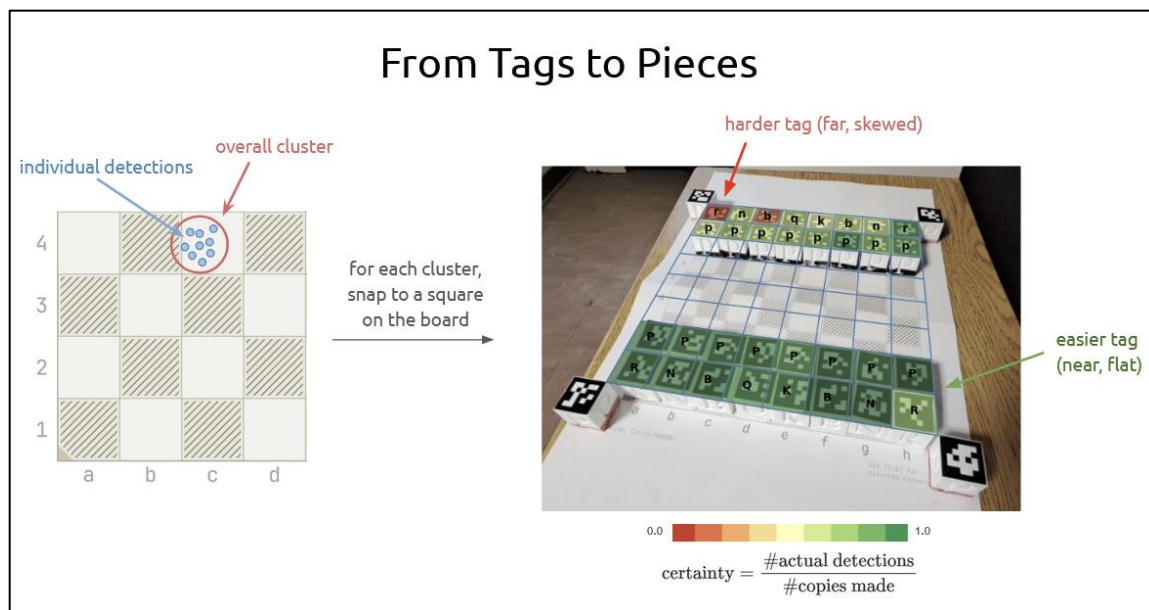 From Tags to Pieces
harder tag (far, skewed)
overall cluster
individual detections
4
3
2
1
a b c d
for each cluster,
snap to a square
on the board
r n b q k b n r
p p p p p p p p
P P P P P P P P
R N B Q K B N R
a b c d e f g h
easier tag
(near, flat)
0.0 1.0
certainty = #actual detections / #copies made